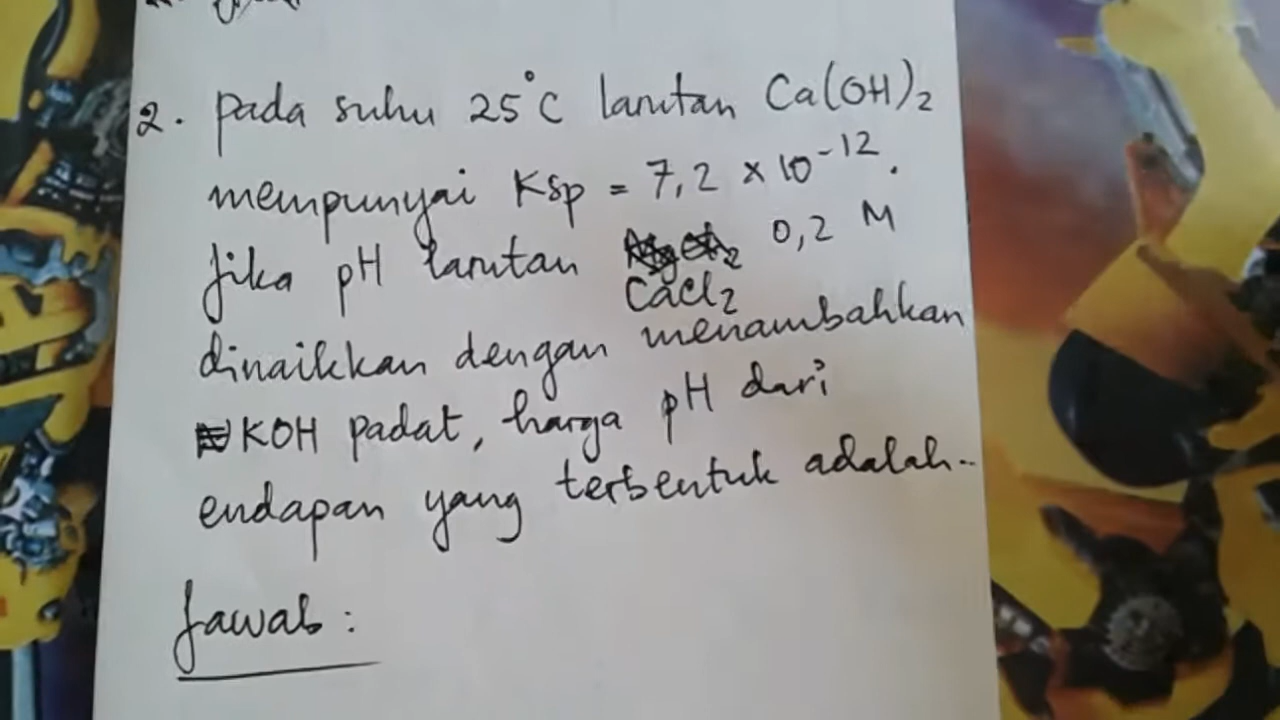 2. pada suhu 25°C larutan Ca(OH)₂
mempunyai Ksp = 7,2 × 10⁻¹².
Jika pH larutan CaCl₂ 0,2 M
dinaikkan dengan menambahkan
KOH padat, harga pH dari
endapan yang terbentuk adalah..
Jawab :